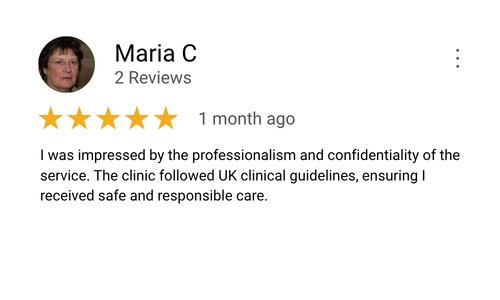 Maria C
2 Reviews
1 month ago
I was impressed by the professionalism and confidentiality of the
service. The clinic followed UK clinical guidelines, ensuring I
received safe and responsible care.